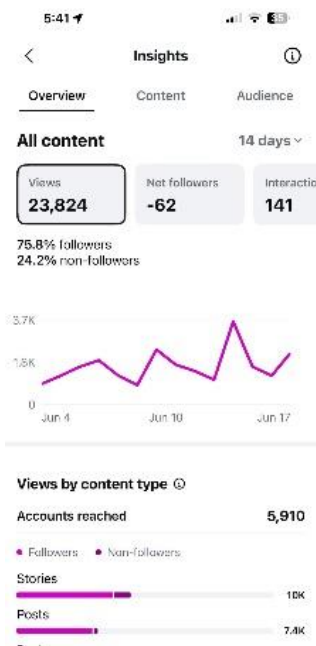 5:41
35
Insights
Overview Content Audience
All content 14 days
Views Net followers Interactio
23,824 -62 141
75.8% followers
24.2% non-followers
3.7K
1.8K
0
Jun 4 Jun 10 Jun 17
Views by content type
Accounts reached 5,910
Followers Non-followers
Stories
10K
Posts
7.4K